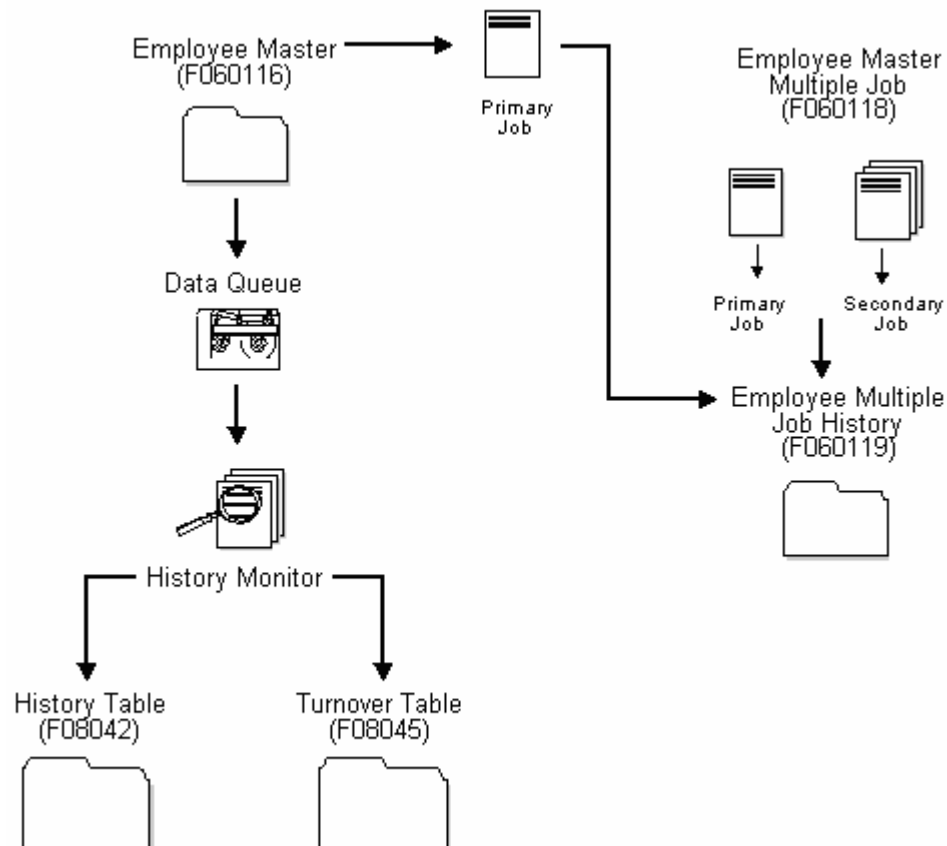 Employee Master
(F060116)
Primary
Job
Employee Master
Multiple Job
(F060118)
Data Queue
Primary
Job
Secondary
Job
Employee Multiple
Job History
(F060119)
History Monitor
History Table
(F08042)
Turnover Table
(F08045)